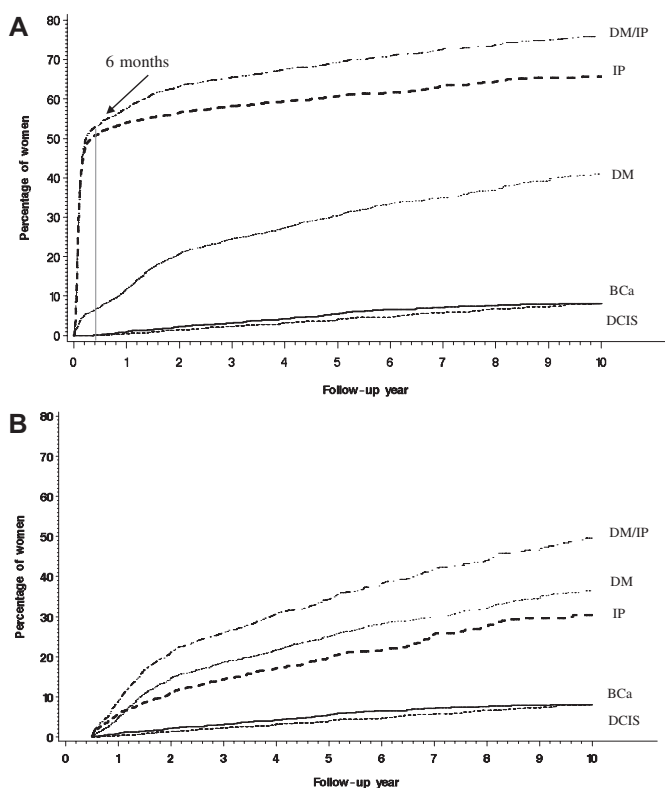 A
80
70
60
50
40
30
20
10
0
Percentage of women
6 months
DM/IP
IP
DM
BCa
DCIS
0 1 2 3 4 5 6 7 8 9 10
Follow-up year
B
80
70
60
50
40
30
20
10
0
Percentage of women
DM/IP
DM
IP
BCa
DCIS
0 1 2 3 4 5 6 7 8 9 10
Follow-up year